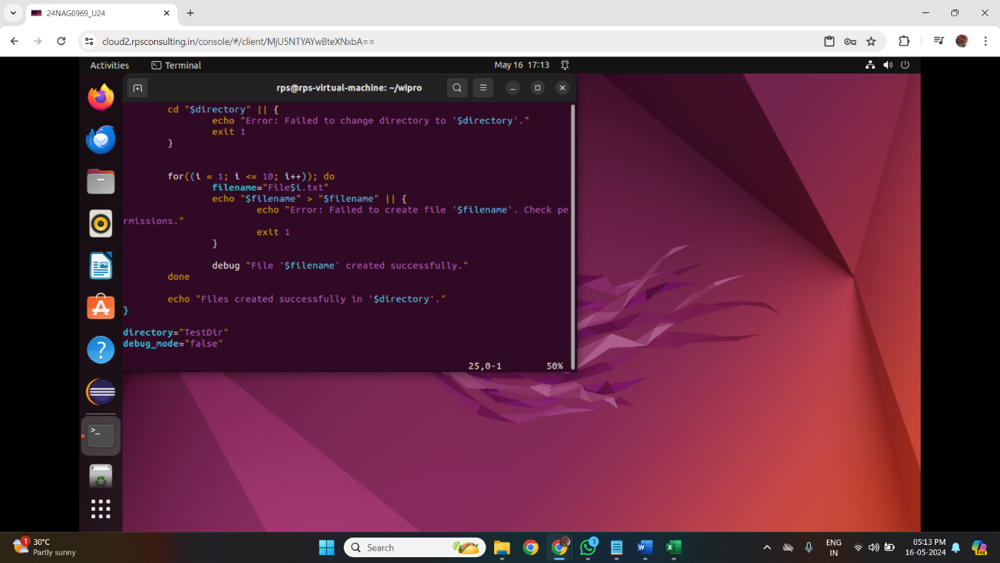 24NAG0969_U24
cloud2.rpsconsulting.in/console/#/client/MjU5NTYAYwBteXNxbA==
Activities
Terminal
May 16 17:13
rps@rps-virtual-machine: ~/wipro
cd "$directory" || {
echo "Error: Failed to change directory to '$directory'."
exit 1
}
for((i = 1; i <= 10; i++)); do
filename="File$i.txt"
echo "$filename" > "$filename" || {
echo "Error: Failed to create file '$filename'. Check pe
rmissions."
exit 1
}
debug "File '$filename' created successfully."
done
echo "Files created successfully in '$directory'."
}
directory="TestDir"
debug_mode="false"
25,0-1 50%
1
30°C
Partly sunny
Search
1
ENG
IN
05:13 PM
16-05-2024
PRE